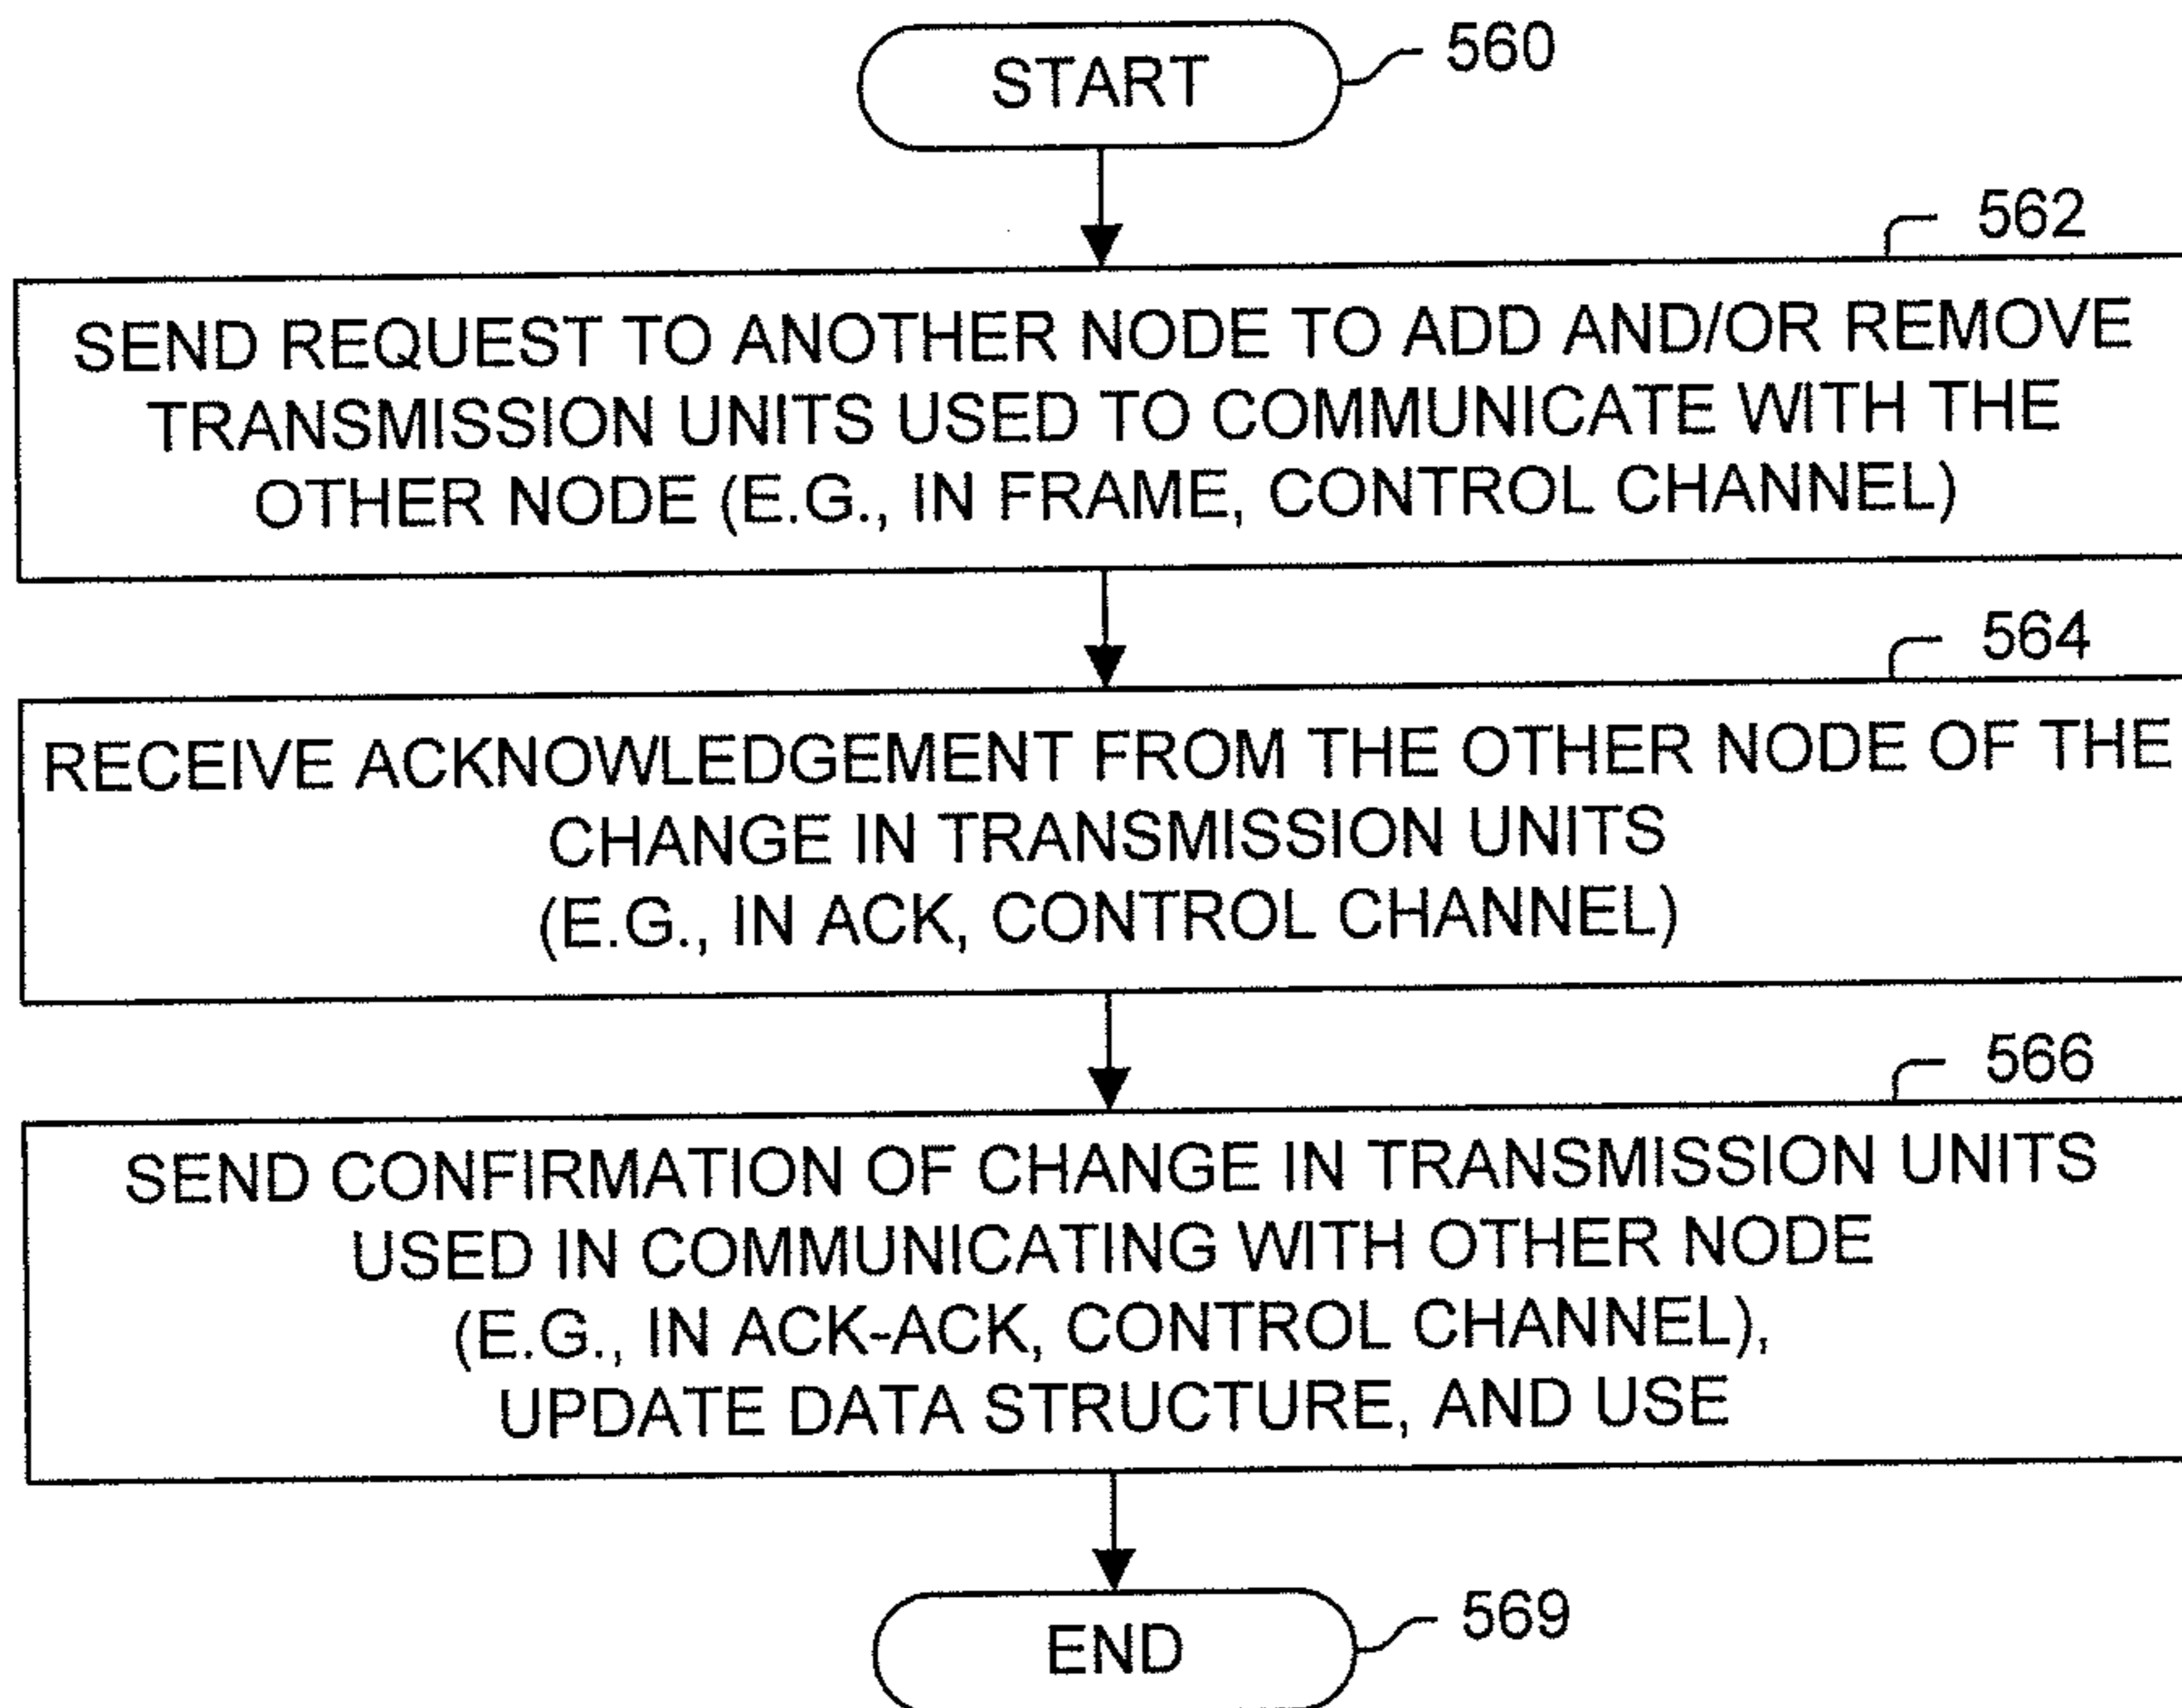 START
560
562
SEND REQUEST TO ANOTHER NODE TO ADD AND/OR REMOVE
TRANSMISSION UNITS USED TO COMMUNICATE WITH THE
OTHER NODE (E.G., IN FRAME, CONTROL CHANNEL)
564
RECEIVE ACKNOWLEDGEMENT FROM THE OTHER NODE OF THE
CHANGE IN TRANSMISSION UNITS
(E.G., IN ACK, CONTROL CHANNEL)
566
SEND CONFIRMATION OF CHANGE IN TRANSMISSION UNITS
USED IN COMMUNICATING WITH OTHER NODE
(E.G., IN ACK-ACK, CONTROL CHANNEL),
UPDATE DATA STRUCTURE, AND USE
END
569